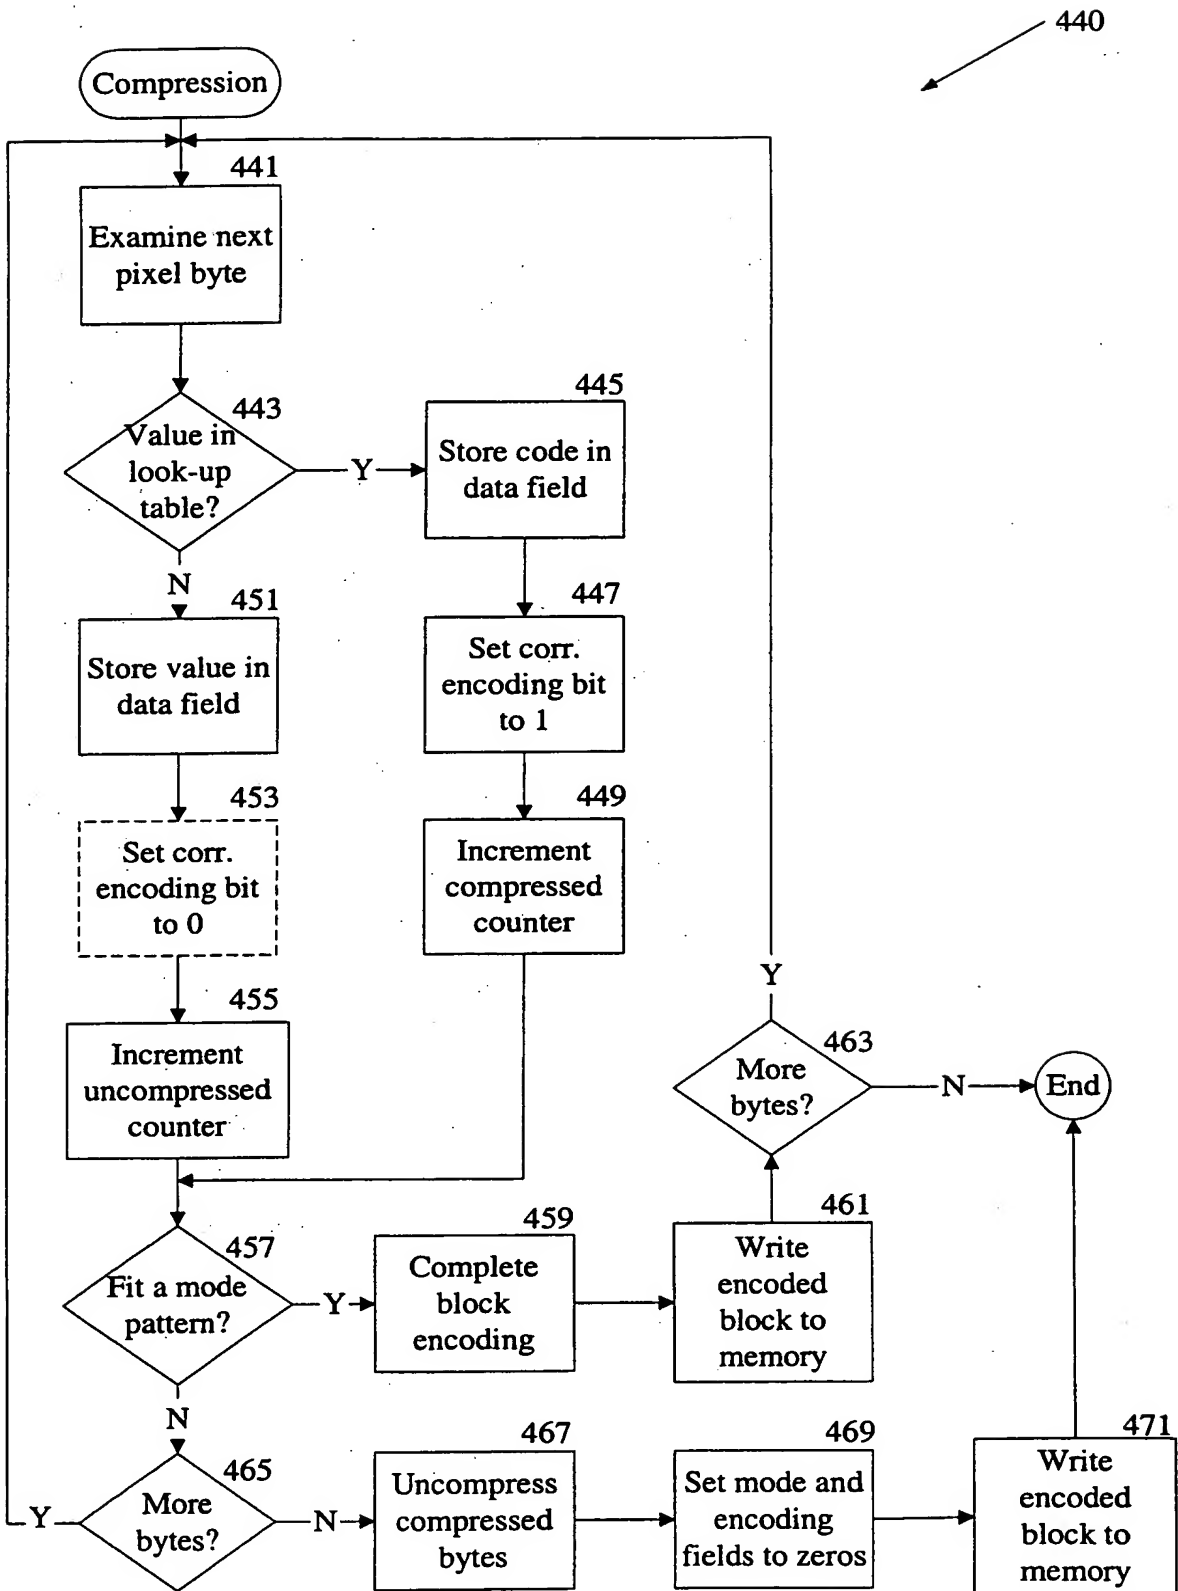 440
Compression
441
Examine next
pixel byte
443
Value in
look-up
table?
Y
445
Store code in
data field
N
451
Store value in
data field
447
Set corr.
encoding bit
to 1
453
Set corr.
encoding bit
to 0
449
Increment
compressed
counter
455
Increment
uncompressed
counter
Y
463
More
bytes?
N
End
457
Fit a mode
pattern?
Y
459
Complete
block
encoding
461
Write
encoded
block to
memory
N
465
More
bytes?
Y
N
467
Uncompress
compressed
bytes
469
Set mode and
encoding
fields to zeros
471
Write
encoded
block to
memory